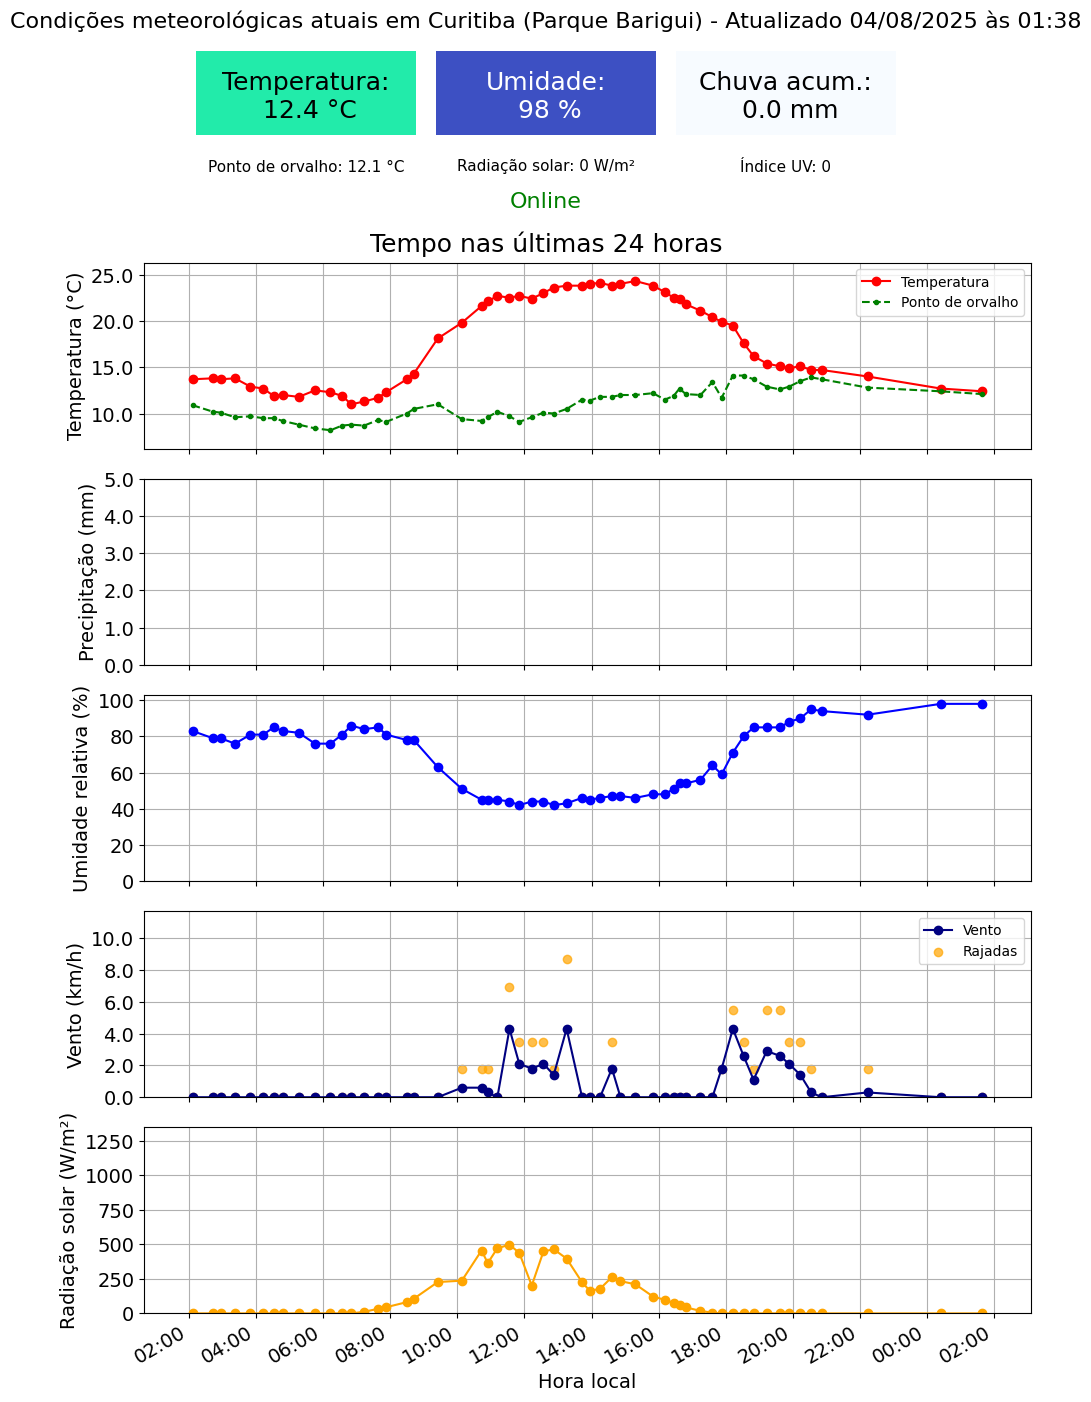 Condições meteorológicas atuais em Curitiba (Parque Barigui) - Atualizado 04/08/2025 às 01:38
Temperatura:
12.4 °C
Umidade:
98 %
Chuva acum.:
0.0 mm
Ponto de orvalho: 12.1 °C
Radiação solar: 0 W/m²
Índice UV: 0
Online
Tempo nas últimas 24 horas
Temperatura (°C)
25.0
20.0
15.0
10.0
Temperatura
Ponto de orvalho
Precipitação (mm)
5.0
4.0
3.0
2.0
1.0
0.0
Umidade relativa (%)
100
80
60
40
20
0
Vento (km/h)
10.0
8.0
6.0
4.0
2.0
0.0
Vento
Rajadas
Radiação solar (W/m²)
1250
1000
750
500
250
0
02:00
04:00
06:00
08:00
10:00
12:00
14:00
16:00
18:00
20:00
22:00
00:00
02:00
Hora local